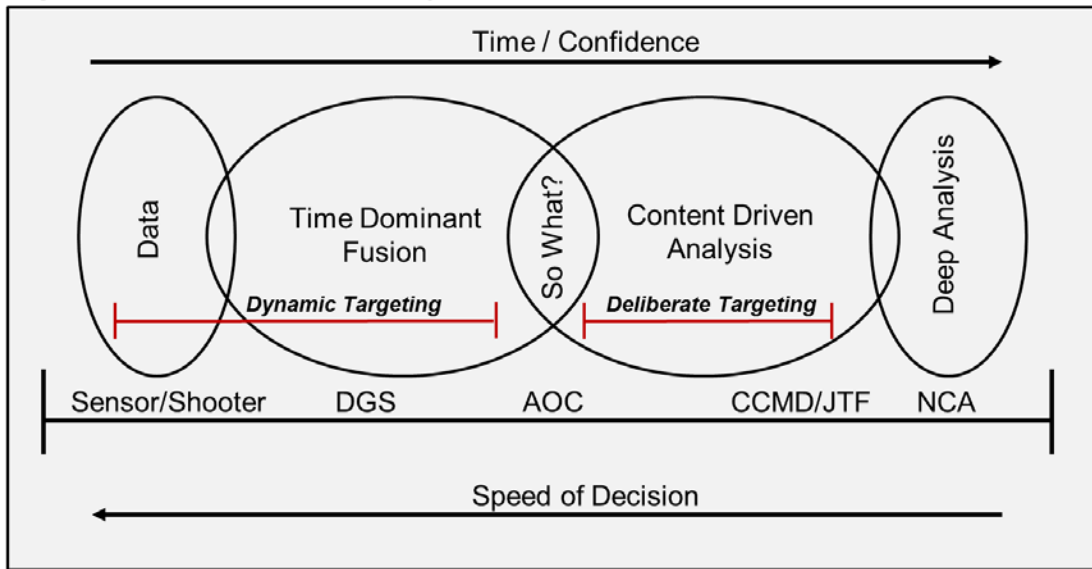 Time / Confidence
Data
Time Dominant
Fusion
So What?
Content Driven
Analysis
Deep Analysis
Dynamic Targeting
Deliberate Targeting
Sensor/Shooter
DGS
AOC
CCMD/JTF
NCA
Speed of Decision